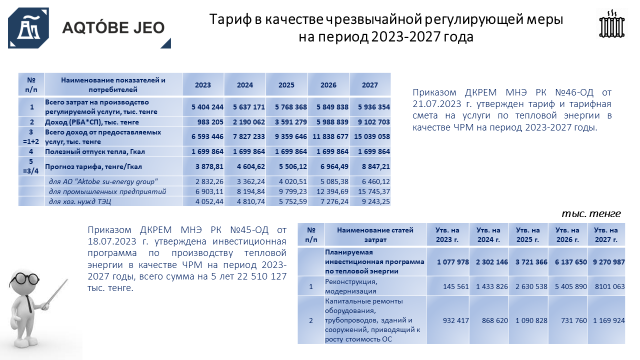 AQTÓBE JEO
Тариф в качестве чрезвычайной регулирующей меры
на период 2023-2027 года
№ п/п Наименование показателей и потребителей 2023 2024 2025 2026 2027
1 Всего затрат на производство регулируемой услуги, тыс. тенге 5 404 244 5 637 171 5 768 368 5 849 838 5 936 354
2 Доход (РБА*СП), тыс. тенге 983 205 2 190 062 3 591 279 5 988 839 9 102 703
3 =1+2 Всего доход от предоставляемых услуг, тыс. тенге 6 593 446 7 827 233 9 359 646 11 838 677 15 039 058
4 Полезный отпуск тепла, Гкал 1 699 864 1 699 864 1 699 864 1 699 864 1 699 864
5 =3/4 Прогноз тарифа, тенге/Гкал 3 878,81 4 604,62 5 506,12 6 964,49 8 847,21
для АО "Aktobe su-energy group" 2 832,26 3 362,24 4 020,51 5 085,38 6 460,12
для промышленных предприятий 6 903,11 8 194,84 9 799,23 12 394,69 15 745,37
для хоз. нужд ТЭЦ 4 052,44 4 810,74 5 752,59 7 276,24 9 243,25
Приказом ДКРЕМ МНЭ РК №46-ОД от
21.07.2023 г. утвержден тариф и тарифная
смета на услуги по тепловой энергии в
качестве ЧРМ на период 2023-2027 годы.
тыс. тенге
Приказом ДКРЕМ МНЭ РК №45-ОД от
18.07.2023 г. утверждена инвестиционная
программа по производству тепловой
энергии в качестве ЧРМ на период 2023-
2027 годы, всего сумма на 5 лет 22 510 127
тыс. тенге.
№ п/п Наименование статей затрат Утв. на 2023 г. Утв. на 2024 г. Утв. на 2025 г. Утв. на 2026 г. Утв. на 2027 г.
Планируемая инвестиционная программа по тепловой энергии 1 077 978 2 302 146 3 721 366 6 137 650 9 270 987
1 Реконструкция, модернизация 145 561 1 433 826 2 630 538 5 405 890 8101 063
2 Капитальные ремонты оборудования, трубопроводов, зданий и сооружений, приводящий к росту стоимость ОС 932 417 868 620 1 090 828 731 760 1 169 924